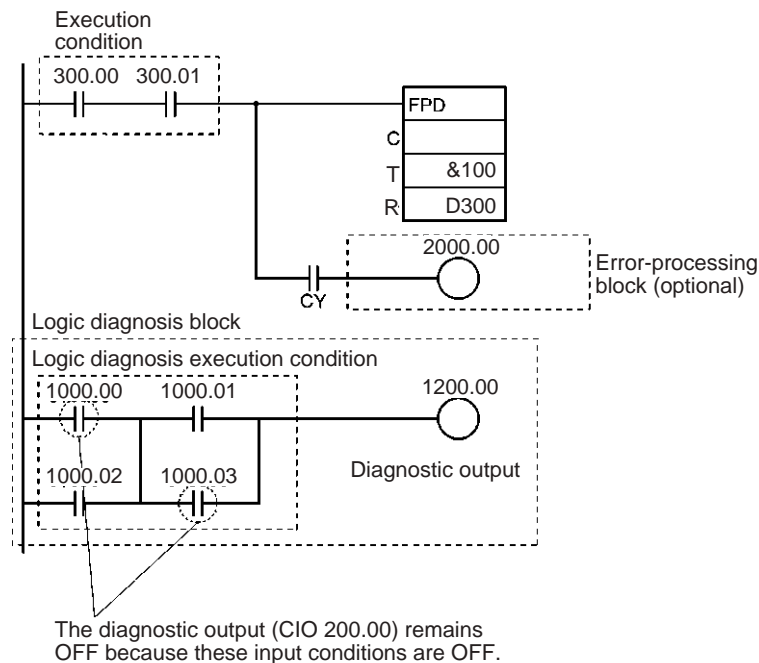 Execution
condition
300.00 300.01
FPD
C
T &100
R D300
2000.00
CY
Error-processing
block (optional)
Logic diagnosis block
Logic diagnosis execution condition
1000.00 1000.01 1200.00
1000.02 1000.03 Diagnostic output
The diagnostic output (CIO 200.00) remains
OFF because these input conditions are OFF.